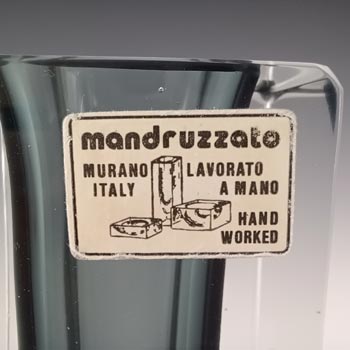 mandruzzato
MURANO LAVORATO
ITALY A MANO
HAND
WORKED